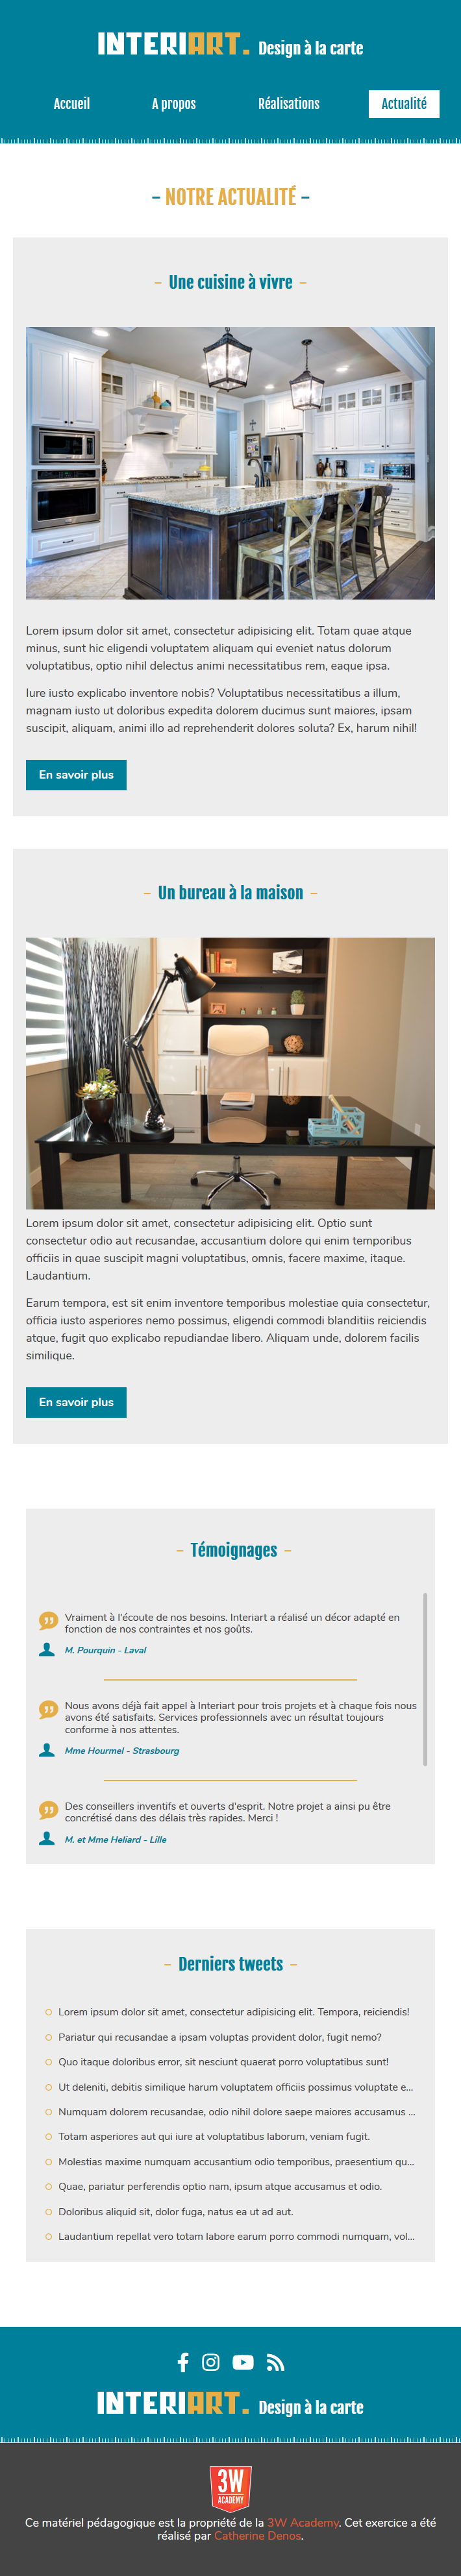 INTERIART. Design à la carte
Accueil A propos Réalisations Actualité
– NOTRE ACTUALITÉ –
– Une cuisine à vivre –
Lorem ipsum dolor sit amet, consectetur adipisicing elit. Totam quae atque
minus, sunt hic eligendi voluptatem aliquam qui eveniet natus dolorum
voluptatibus, optio nihil delectus animi necessitatibus rem, eaque ipsa.
Iure iusto explicabo inventore nobis? Voluptatibus necessitatibus a illum,
magnam iusto ut doloribus expedita dolorem ducimus sunt maiores, ipsam
suscipit, aliquam, animi illo ad reprehenderit dolores soluta? Ex, harum nihil!
En savoir plus
– Un bureau à la maison –
Lorem ipsum dolor sit amet, consectetur adipisicing elit. Optio sunt
consectetur odio aut recusandae, accusantium dolore qui enim temporibus
officiis in quae suscipit magni voluptatibus, omnis, facere maxime, itaque.
Laudantium.
Earum tempora, est sit enim inventore temporibus molestiae quia consectetur,
officia iusto asperiores nemo possimus, eligendi commodi blanditiis reiciendis
atque, fugit quo explicabo repudiandae libero. Aliquam unde, dolorem facilis
similique.
En savoir plus
– Témoignages –
Vraiment à l'écoute de nos besoins. Interiart a réalisé un décor adapté en
fonction de nos contraintes et nos goûts.
M. Pourquin - Laval
Nous avons déjà fait appel à Interiart pour trois projets et à chaque fois nous
avons été satisfaits. Services professionnels avec un résultat toujours
conforme à nos attentes.
Mme Hourmel - Strasbourg
Des conseillers inventifs et ouverts d'esprit. Notre projet a ainsi pu être
concrétisé dans des délais très rapides. Merci !
M. et Mme Heliard - Lille
– Derniers tweets –
Lorem ipsum dolor sit amet, consectetur adipisicing elit. Tempora, reiciendis!
Pariatur qui recusandae a ipsam voluptas provident dolor, fugit nemo?
Quo itaque doloribus error, sit nesciunt quaerat porro voluptatibus sunt!
Ut deleniti, debitis similique harum voluptatem officiis possimus voluptate e...
Numquam dolorem recusandae, odio nihil dolore saepe maiores accusamus ...
Totam asperiores aut qui iure at voluptatibus laborum, veniam fugit.
Molestias maxime numquam accusantium odio temporibus, praesentium qu...
Quae, pariatur perferendis optio nam, ipsum atque accusamus et odio.
Doloribus aliquid sit, dolor fuga, natus ea ut ad aut.
Laudantium repellat vero totam labore earum porro commodi numquam, vol...
INTERIART. Design à la carte
3W
ACADEMY
Ce matériel pédagogique est la propriété de la 3W Academy. Cet exercice a été
réalisé par Catherine Denos.